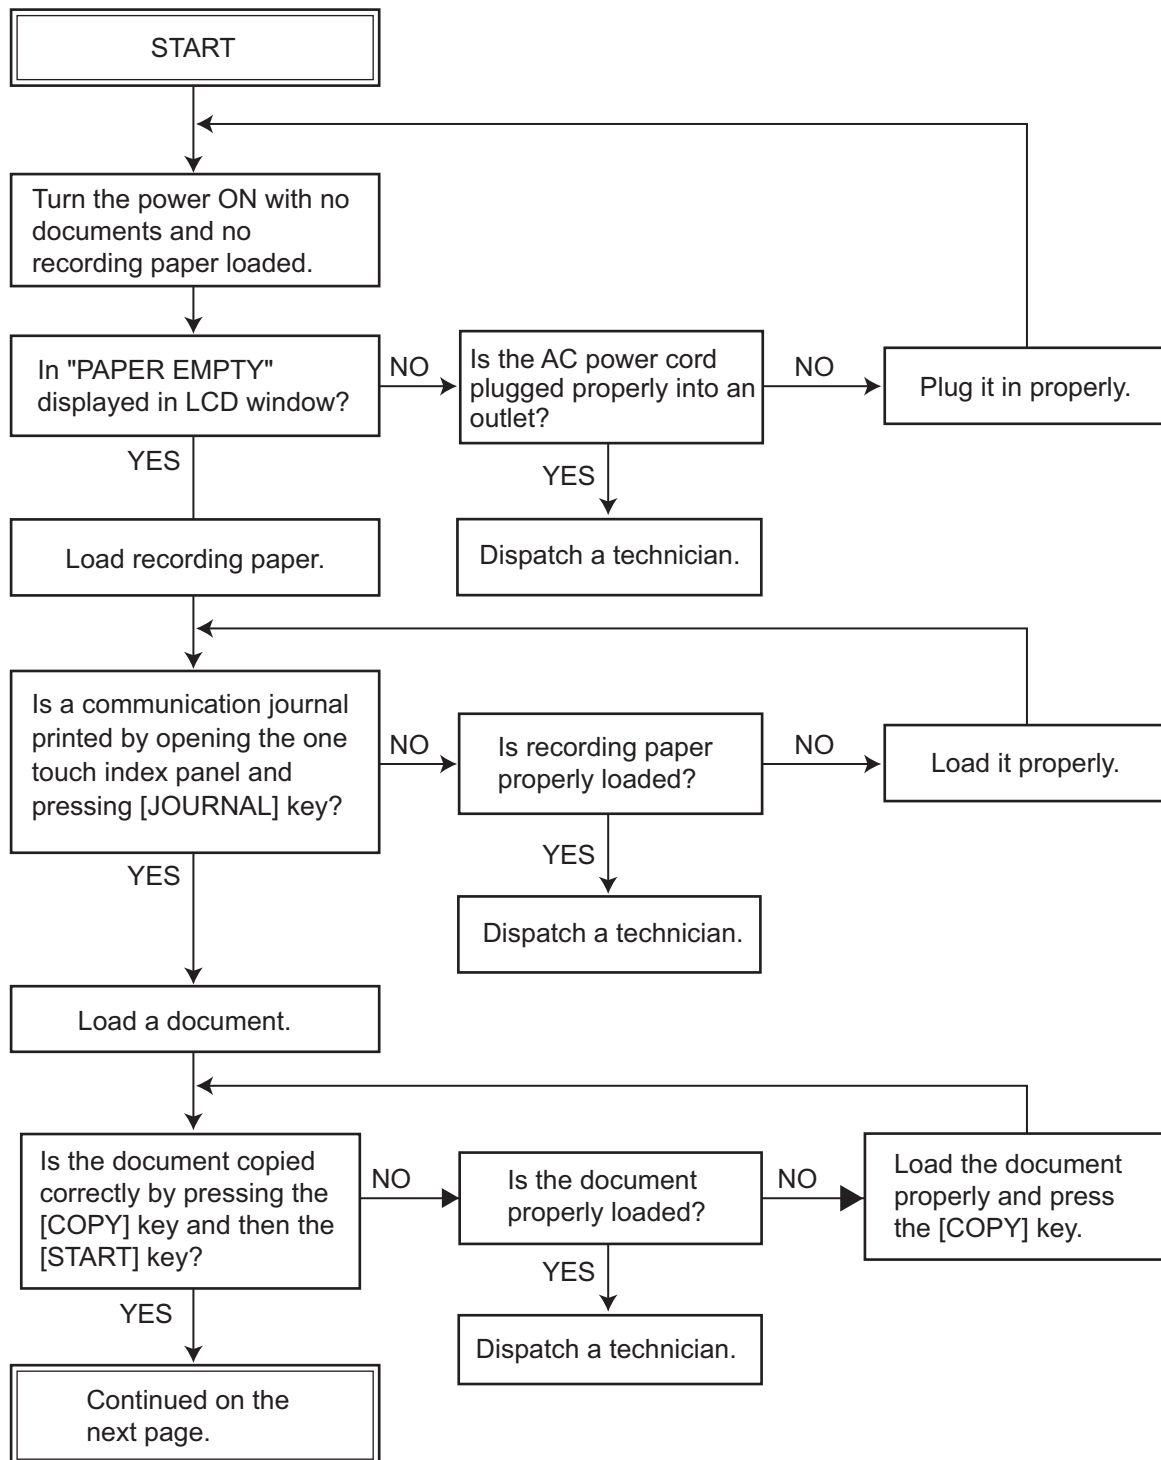 START
Turn the power ON with no
documents and no
recording paper loaded.
In "PAPER EMPTY"
displayed in LCD window?
NO
Is the AC power cord
plugged properly into an
outlet?
NO
Plug it in properly.
YES
YES
Load recording paper.
Dispatch a technician.
Is a communication journal
printed by opening the one
touch index panel and
pressing [JOURNAL] key?
NO
Is recording paper
properly loaded?
NO
Load it properly.
YES
YES
Dispatch a technician.
Load a document.
Is the document copied
correctly by pressing the
[COPY] key and then the
[START] key?
NO
Is the document
properly loaded?
NO
Load the document
properly and press
the [COPY] key.
YES
YES
Dispatch a technician.
Continued on the
next page.